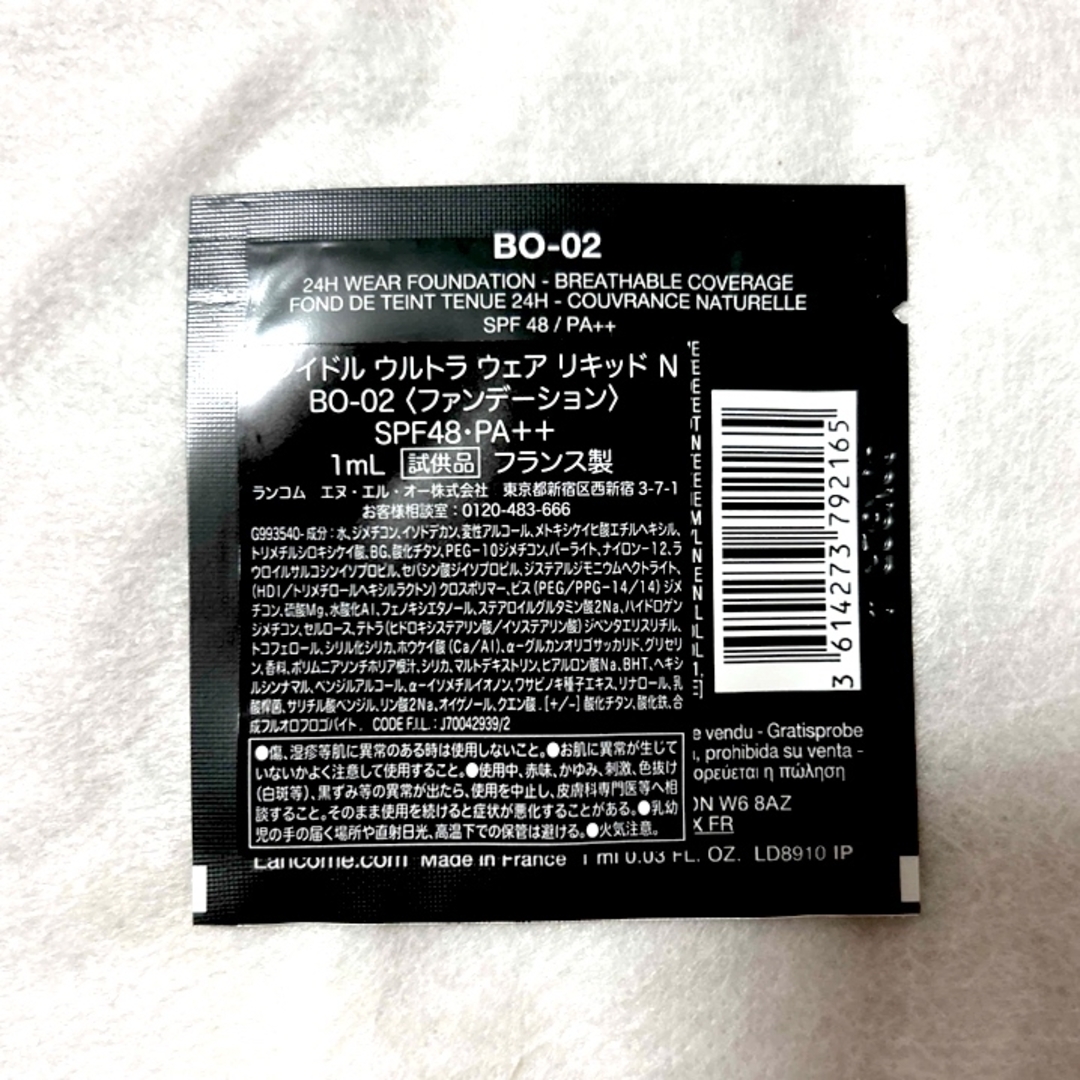 BO-02
24H WEAR FOUNDATION - BREATHABLE COVERAGE
FOND DE TEINT TENUE 24H - COUVRANCE NATURELLE
SPF 48 / PA++
イドル ウルトラ ウェア リキッド N
BO-02〈ファンデーション〉
SPF48・PA++
1mL 試供品 フランス製
ランコム エヌ・エル・オー株式会社 東京都新宿区西新宿 3-7-1
お客様相談室：0120-483-666
G993540-成分：水、ジメチコン、イソドデカン、変性アルコール、メトキシケイヒ酸エチルヘキシル、
トリメチルシロキシケイ酸、BG、酸化チタン、PEG-10ジメチコン、パーライト、ナイロン-12、ラ
ウロイルサルコシンイソプロピル、セバシン酸ジイソプロピル、ジステアルジモニウムヘクトライト、
(HDI/トリメチロールヘキシルラクトン)クロスポリマー、ビス(PEG/PPG-14/14)ジメ
チコン、硫酸Mg、水酸化Al、フェノキシエタノール、ステアロイルグルタミン酸2Na、ハイドロゲン
ジメチコン、セルロース、テトラ(ヒドロキシステアリン酸/イソステアリン酸)ジペンタエリスリチル、
トコフェロール、シリル化シリカ、ホウケイ酸(Ca/Al)、α-グルカンオリゴサッカリド、グリセリ
ン、香料、ポリムニアソンチホリア根汁、シリカ、マルトデキストリン、ヒアルロン酸Na、BHT、ヘキシ
ルシンナマル、ベンジルアルコール、α-イソメチルイオノン、ワサビノキ種子エキス、リナロール、乳
酸桿菌、サリチル酸ベンジル、リン酸2Na、オイゲノール、クエン酸、[+/-]酸化チタン、酸化鉄、合
成フルオロフロゴパイト. CODE F.I.L. : J70042939/2
●傷、湿疹等肌に異常のある時は使用しないこと。●お肌に異常が生じて
いないかよく注意して使用すること。●使用中、赤味、かゆみ、刺激、色抜け
(白斑等)、黒ずみ等の異常が出たら、使用を中止し、皮膚科専門医等へ相
談すること。そのまま使用を続けると症状が悪化することがある。●乳幼
児の手の届く場所や直射日光、高温下での保管は避ける。●火気注意。
3 614273 792165
e vendu - Gratisprobe
, prohibida su venta -
ορεύεται η πώληση
ON W6 8AZ
X FR
Lancome.com Made in France 1 ml 0.03 FL. OZ. LD8910 IP